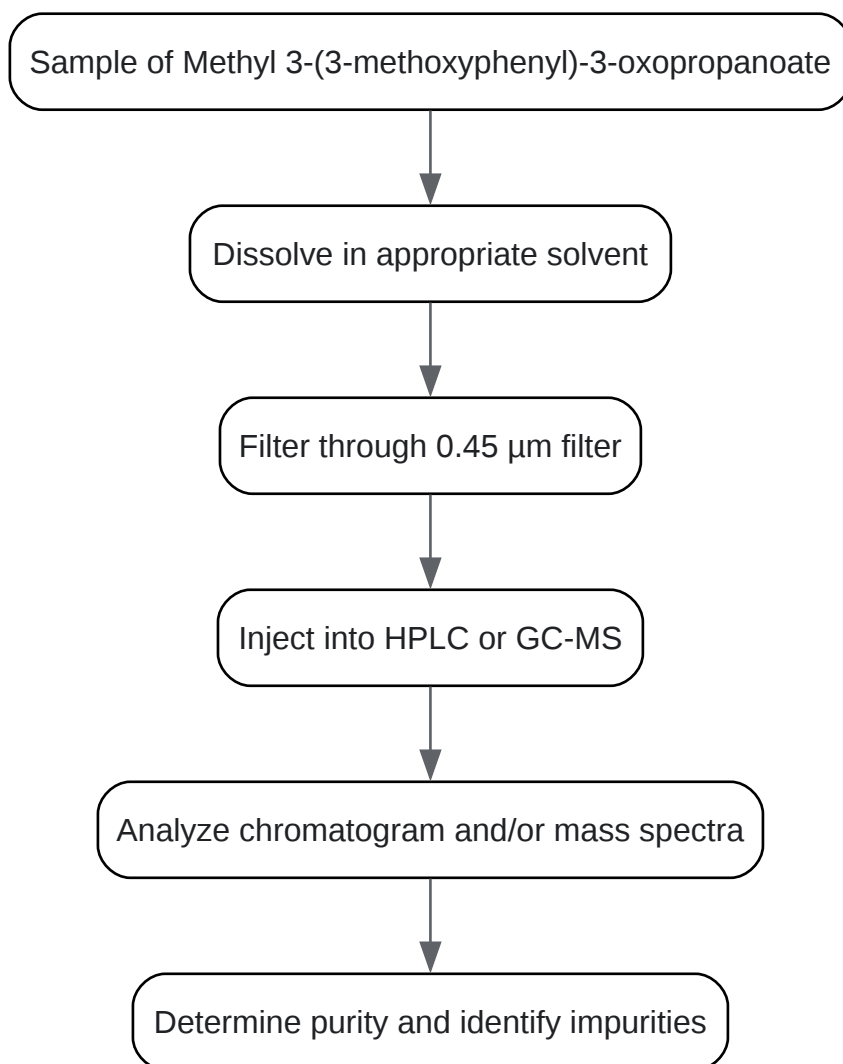 Sample of Methyl 3-(3-methoxyphenyl)-3-oxopropanoate
Dissolve in appropriate solvent
Filter through 0.45 µm filter
Inject into HPLC or GC-MS
Analyze chromatogram and/or mass spectra
Determine purity and identify impurities